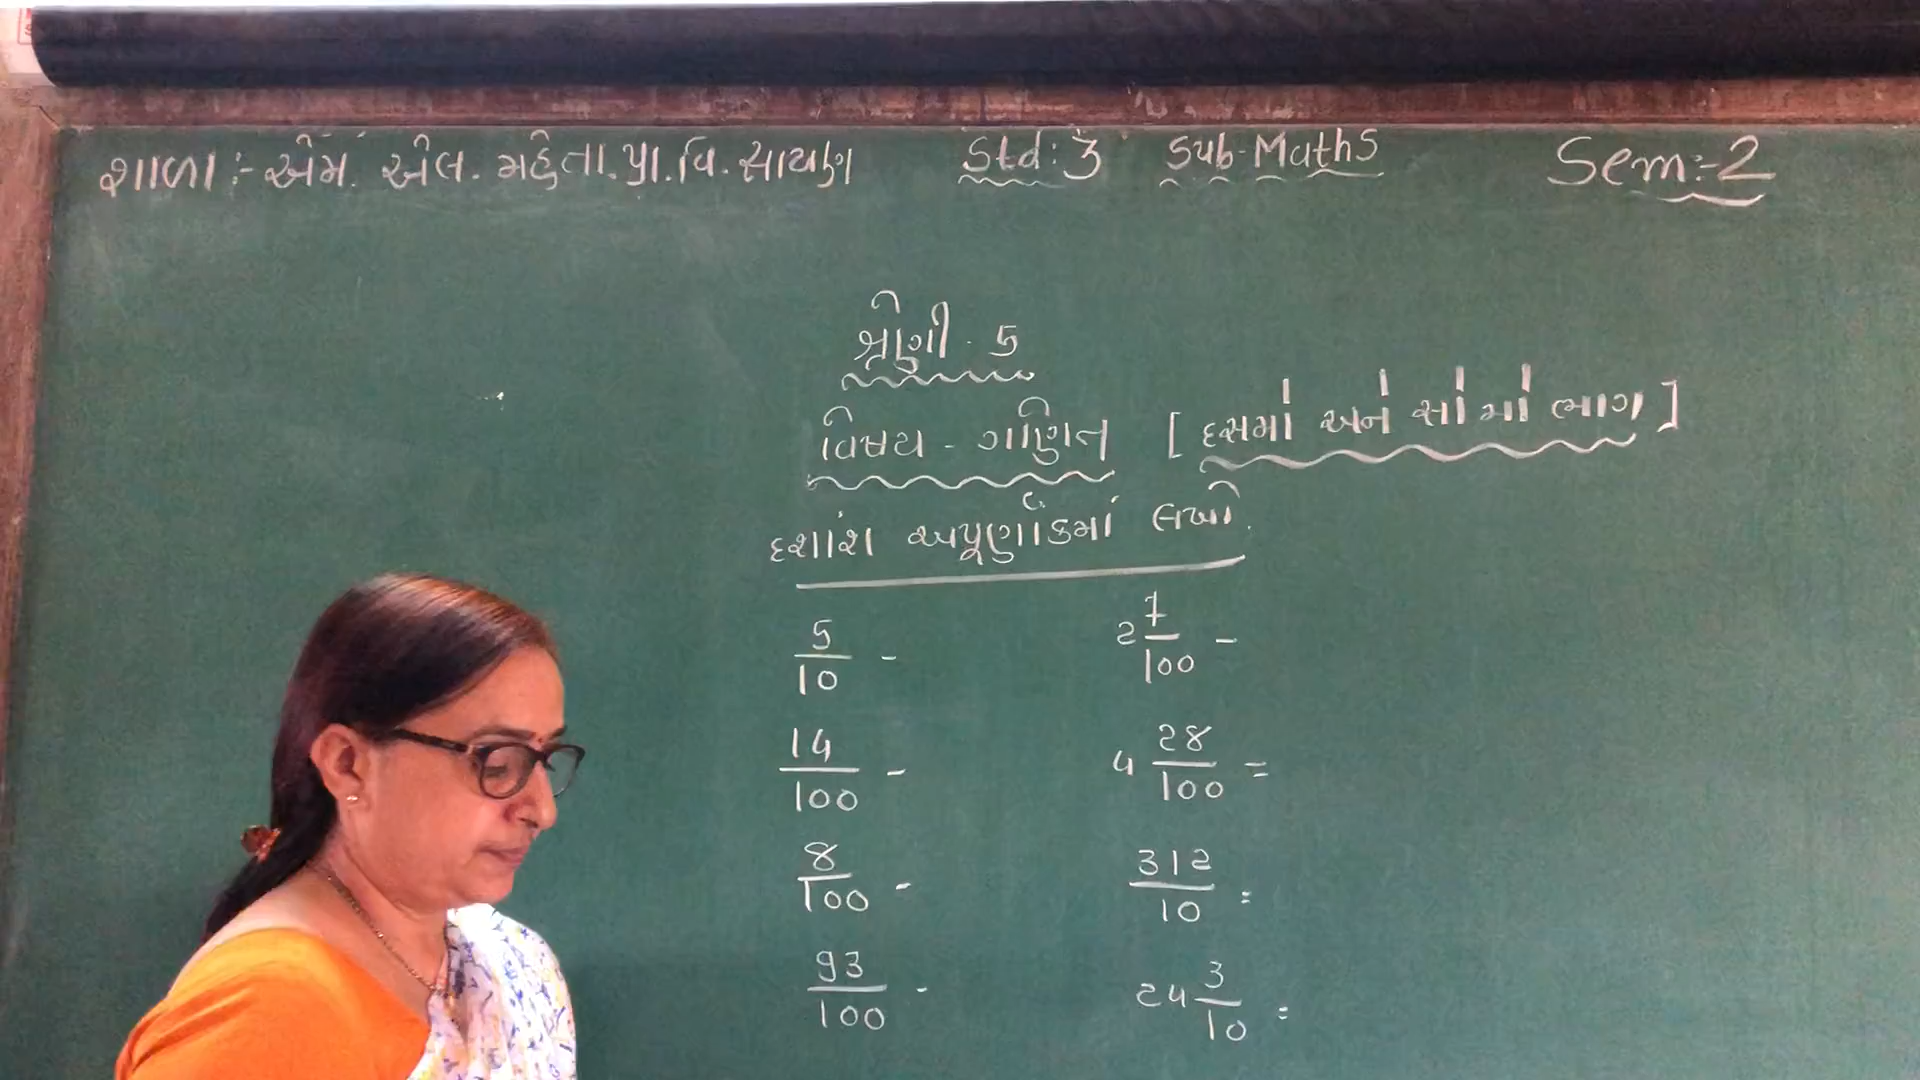 શાળા :- એમ. એલ. મહેતા. પ્રા. વિ. સાયણ Std: 3 Sub-Maths Sem:-2
શ્રેણી - 5
વિષય - ગણિત [દસમાં અને સોમાં ભાગ]
દશાંશ અપૂર્ણાંકમાં લખો.
5/10 - 2 7/100 -
14/100 - 4 28/100 =
8/100 - 312/10 =
93/100 - 24 3/10 =